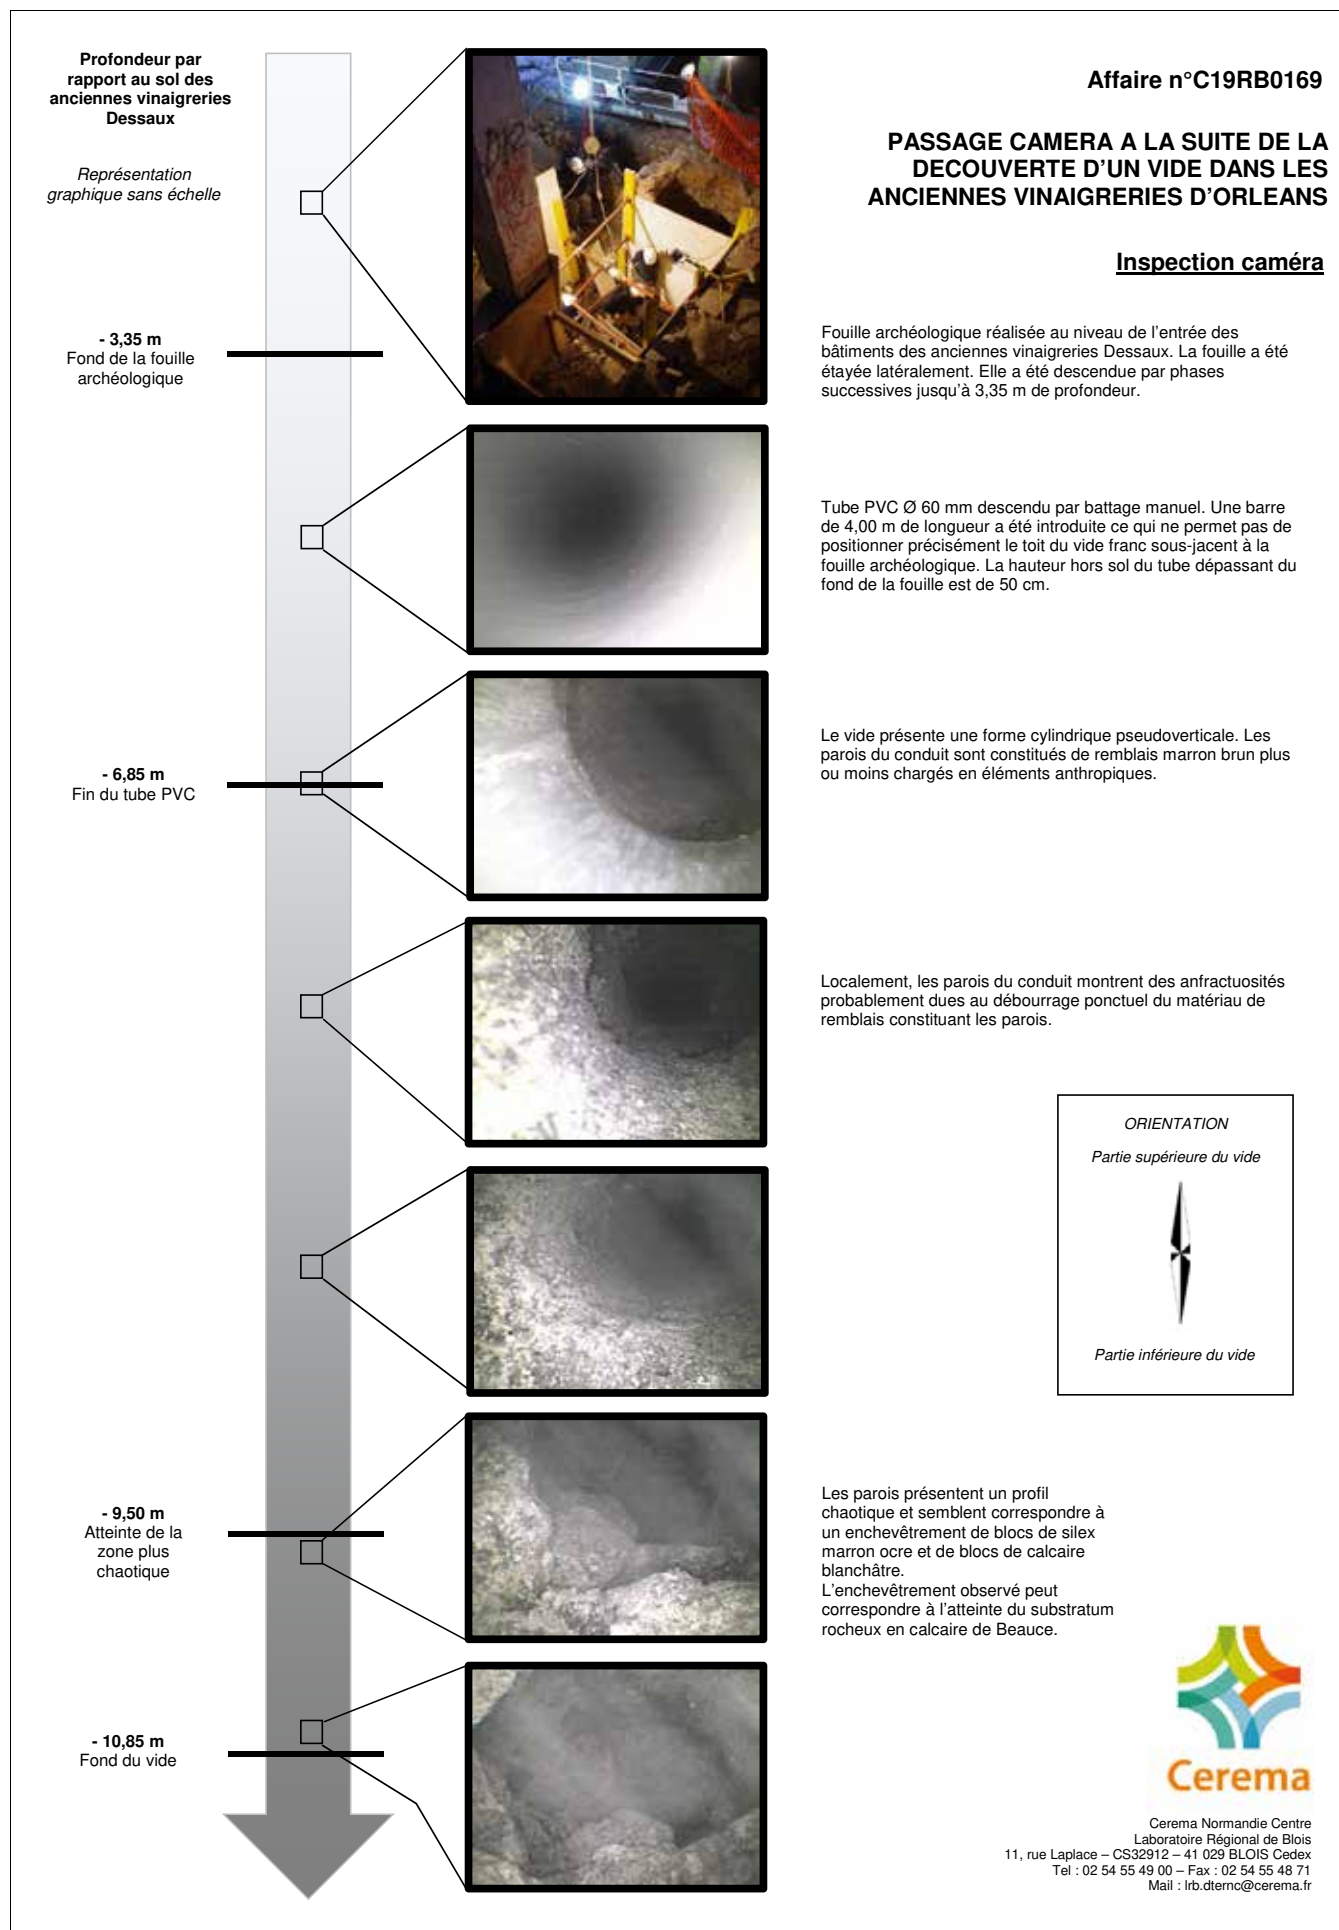 Profondeur par
rapport au sol des
anciennes vinaigreries
Dessaux
Représentation
graphique sans échelle
Affaire n°C19RB0169
PASSAGE CAMERA A LA SUITE DE LA
DECOUVERTE D'UN VIDE DANS LES
ANCIENNES VINAIGRERIES D'ORLEANS
Inspection caméra
- 3,35 m
Fond de la fouille
archéologique
Fouille archéologique réalisée au niveau de l'entrée des
bâtiments des anciennes vinaigreries Dessaux. La fouille a été
étayée latéralement. Elle a été descendue par phases
successives jusqu'à 3,35 m de profondeur.
Tube PVC Ø 60 mm descendu par battage manuel. Une barre
de 4,00 m de longueur a été introduite ce qui ne permet pas de
positionner précisément le toit du vide franc sous-jacent à la
fouille archéologique. La hauteur hors sol du tube dépassant du
fond de la fouille est de 50 cm.
- 6,85 m
Fin du tube PVC
Le vide présente une forme cylindrique pseudoverticale. Les
parois du conduit sont constitués de remblais marron brun plus
ou moins chargés en éléments anthropiques.
Localement, les parois du conduit montrent des anfractuosités
probablement dues au débourrage ponctuel du matériau de
remblais constituant les parois.
ORIENTATION
Partie supérieure du vide
Partie inférieure du vide
- 9,50 m
Atteinte de la
zone plus
chaotique
Les parois présentent un profil
chaotique et semblent correspondre à
un enchevêtrement de blocs de silex
marron ocre et de blocs de calcaire
blanchâtre.
L'enchevêtrement observé peut
correspondre à l'atteinte du substratum
rocheux en calcaire de Beauce.
- 10,85 m
Fond du vide
Cerema
Cerema Normandie Centre
Laboratoire Régional de Blois
11, rue Laplace – CS32912 – 41 029 BLOIS Cedex
Tel : 02 54 55 49 00 – Fax : 02 54 55 48 71
Mail : lrb.dternc@cerema.fr